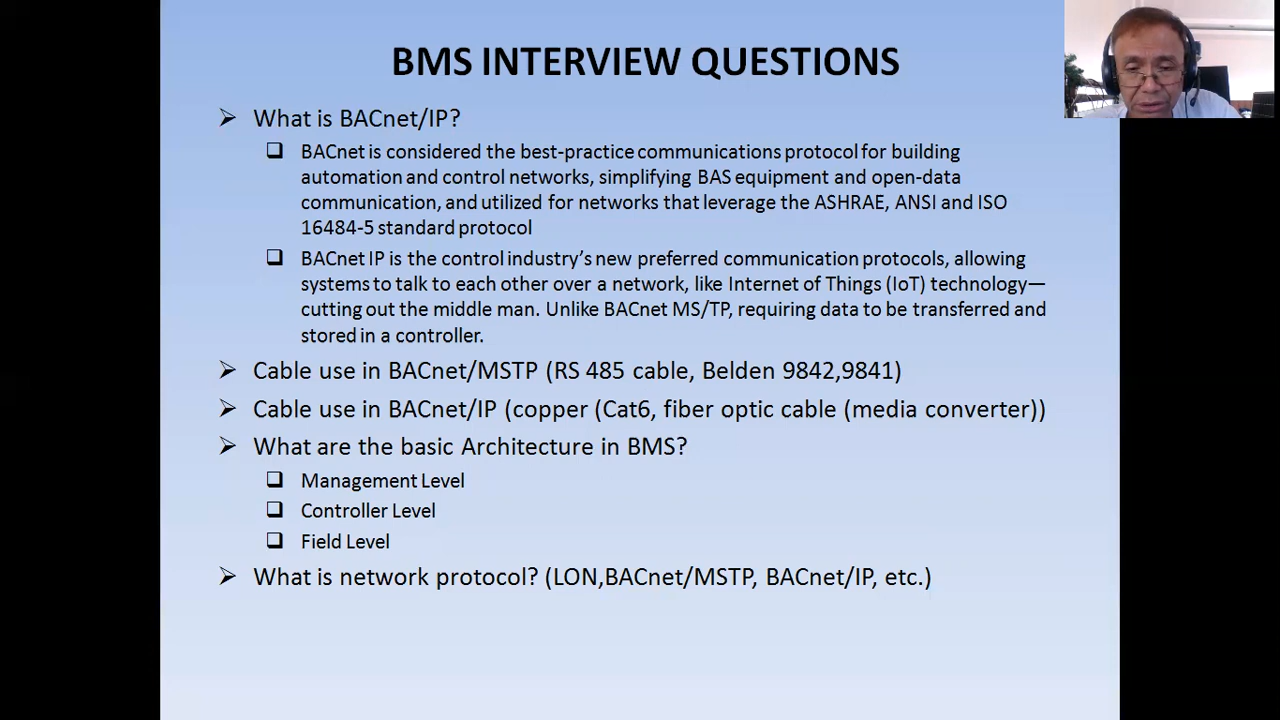 BMS INTERVIEW QUESTIONS
What is BACnet/IP?
BACnet is considered the best-practice communications protocol for building
automation and control networks, simplifying BAS equipment and open-data
communication, and utilized for networks that leverage the ASHRAE, ANSI and ISO
16484-5 standard protocol
BACnet IP is the control industry's new preferred communication protocols, allowing
systems to talk to each other over a network, like Internet of Things (IoT) technology—
cutting out the middle man. Unlike BACnet MS/TP, requiring data to be transferred and
stored in a controller.
Cable use in BACnet/MSTP (RS 485 cable, Belden 9842,9841)
Cable use in BACnet/IP (copper (Cat6, fiber optic cable (media converter))
What are the basic Architecture in BMS?
Management Level
Controller Level
Field Level
What is network protocol? (LON,BACnet/MSTP, BACnet/IP, etc.)